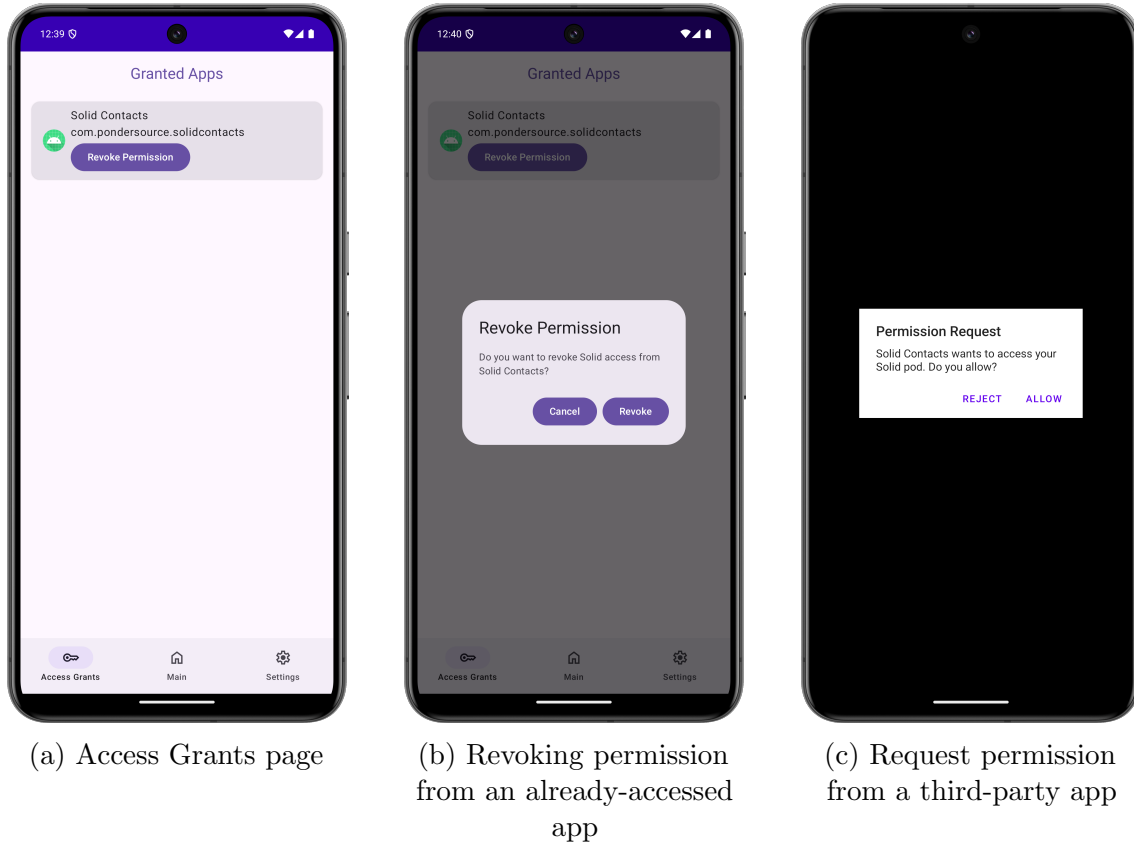 12:39
Granted Apps
Solid Contacts
com.pondersource.solidcontacts
Revoke Permission
Access Grants
Main
Settings
(a) Access Grants page
12:40
Granted Apps
Solid Contacts
com.pondersource.solidcontacts
Revoke Permission
Revoke Permission
Do you want to revoke Solid access from
Solid Contacts?
Cancel
Revoke
Access Grants
Main
Settings
(b) Revoking permission
from an already-accessed
app
Permission Request
Solid Contacts wants to access your
Solid pod. Do you allow?
REJECT
ALLOW
(c) Request permission
from a third-party app